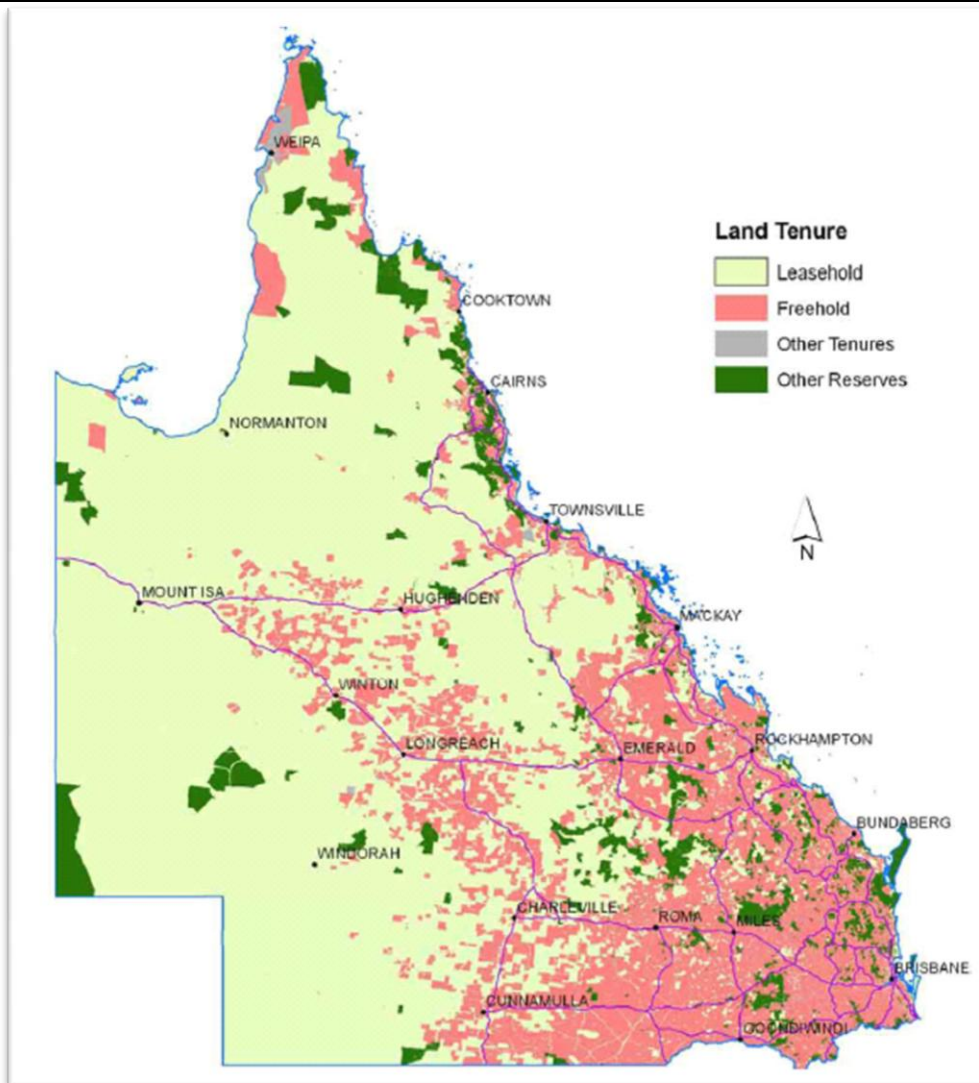 WEIPA
Land Tenure
Leasehold
Freehold
Other Tenures
Other Reserves
COOKTOWN
CAIRNS
NORMANTON
TOWNSVILLE
N
MOUNT ISA
HUGHENDEN
MACKAY
WINTON
LONGREACH
EMERALD
ROCKHAMPTON
BUNDABERG
WINDORAH
CHARLEVILLE
ROMA
MILES
BRISBANE
CUNNAMULLA
GOONDIWINDI